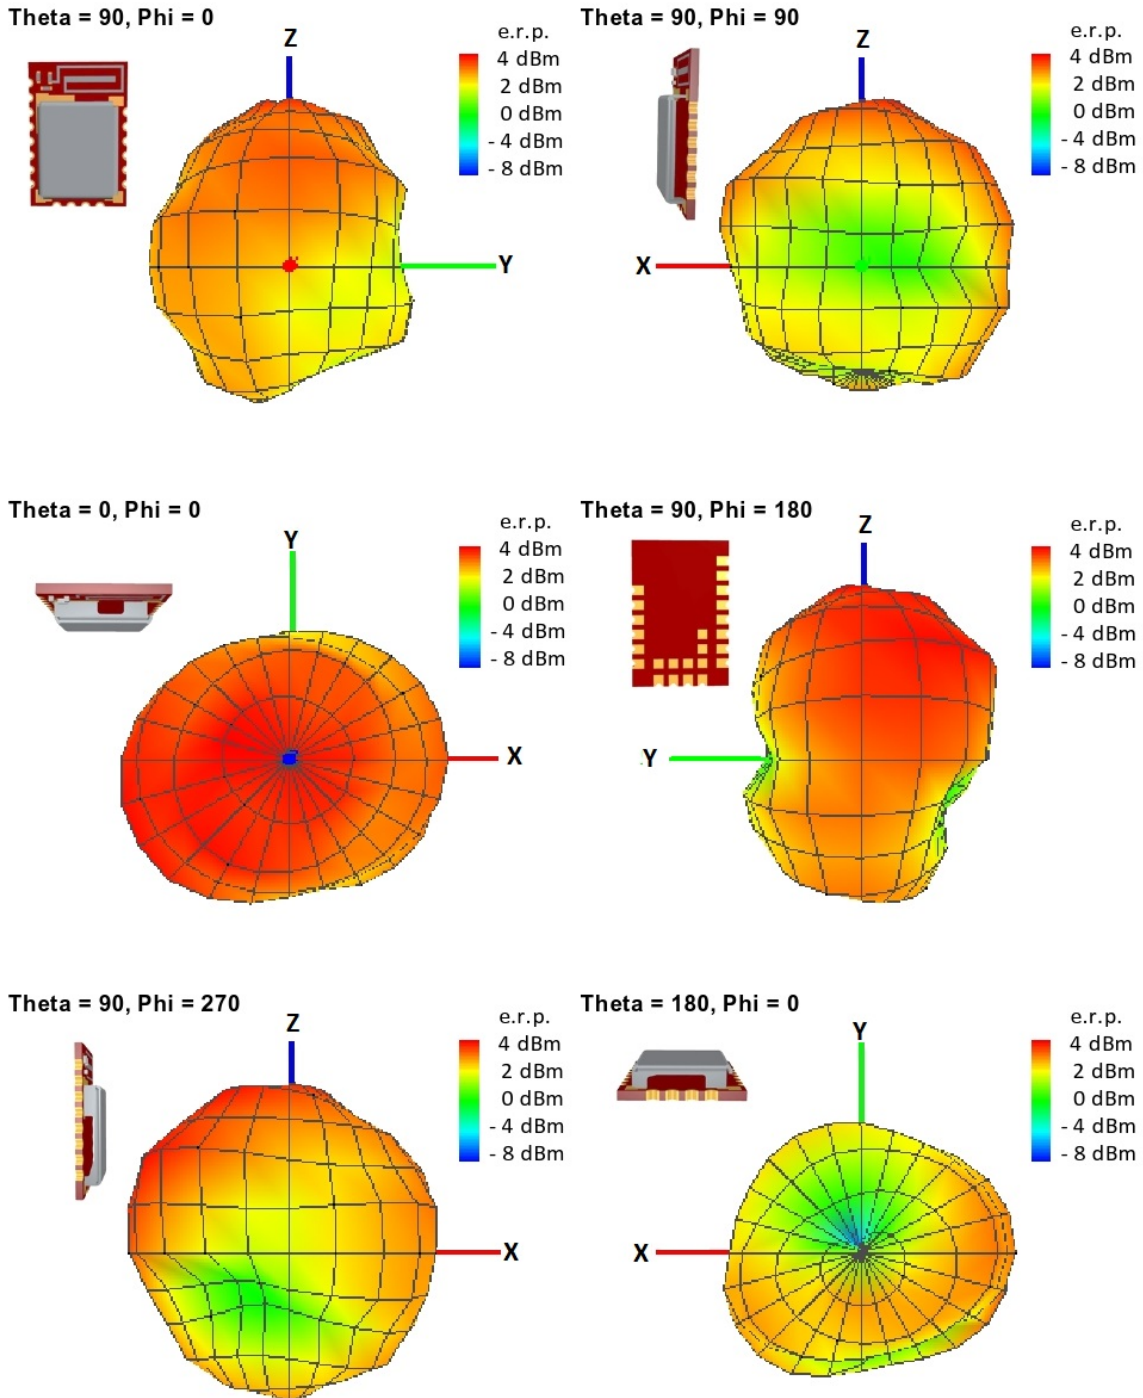 Theta = 90, Phi = 0
Z
e.r.p.
4 dBm
2 dBm
0 dBm
- 4 dBm
- 8 dBm
Y
Theta = 90, Phi = 90
Z
e.r.p.
4 dBm
2 dBm
0 dBm
- 4 dBm
- 8 dBm
X
Theta = 0, Phi = 0
Y
e.r.p.
4 dBm
2 dBm
0 dBm
- 4 dBm
- 8 dBm
X
Theta = 90, Phi = 180
Z
e.r.p.
4 dBm
2 dBm
0 dBm
- 4 dBm
- 8 dBm
Y
Theta = 90, Phi = 270
Z
e.r.p.
4 dBm
2 dBm
0 dBm
- 4 dBm
- 8 dBm
X
Theta = 180, Phi = 0
Y
e.r.p.
4 dBm
2 dBm
0 dBm
- 4 dBm
- 8 dBm
X